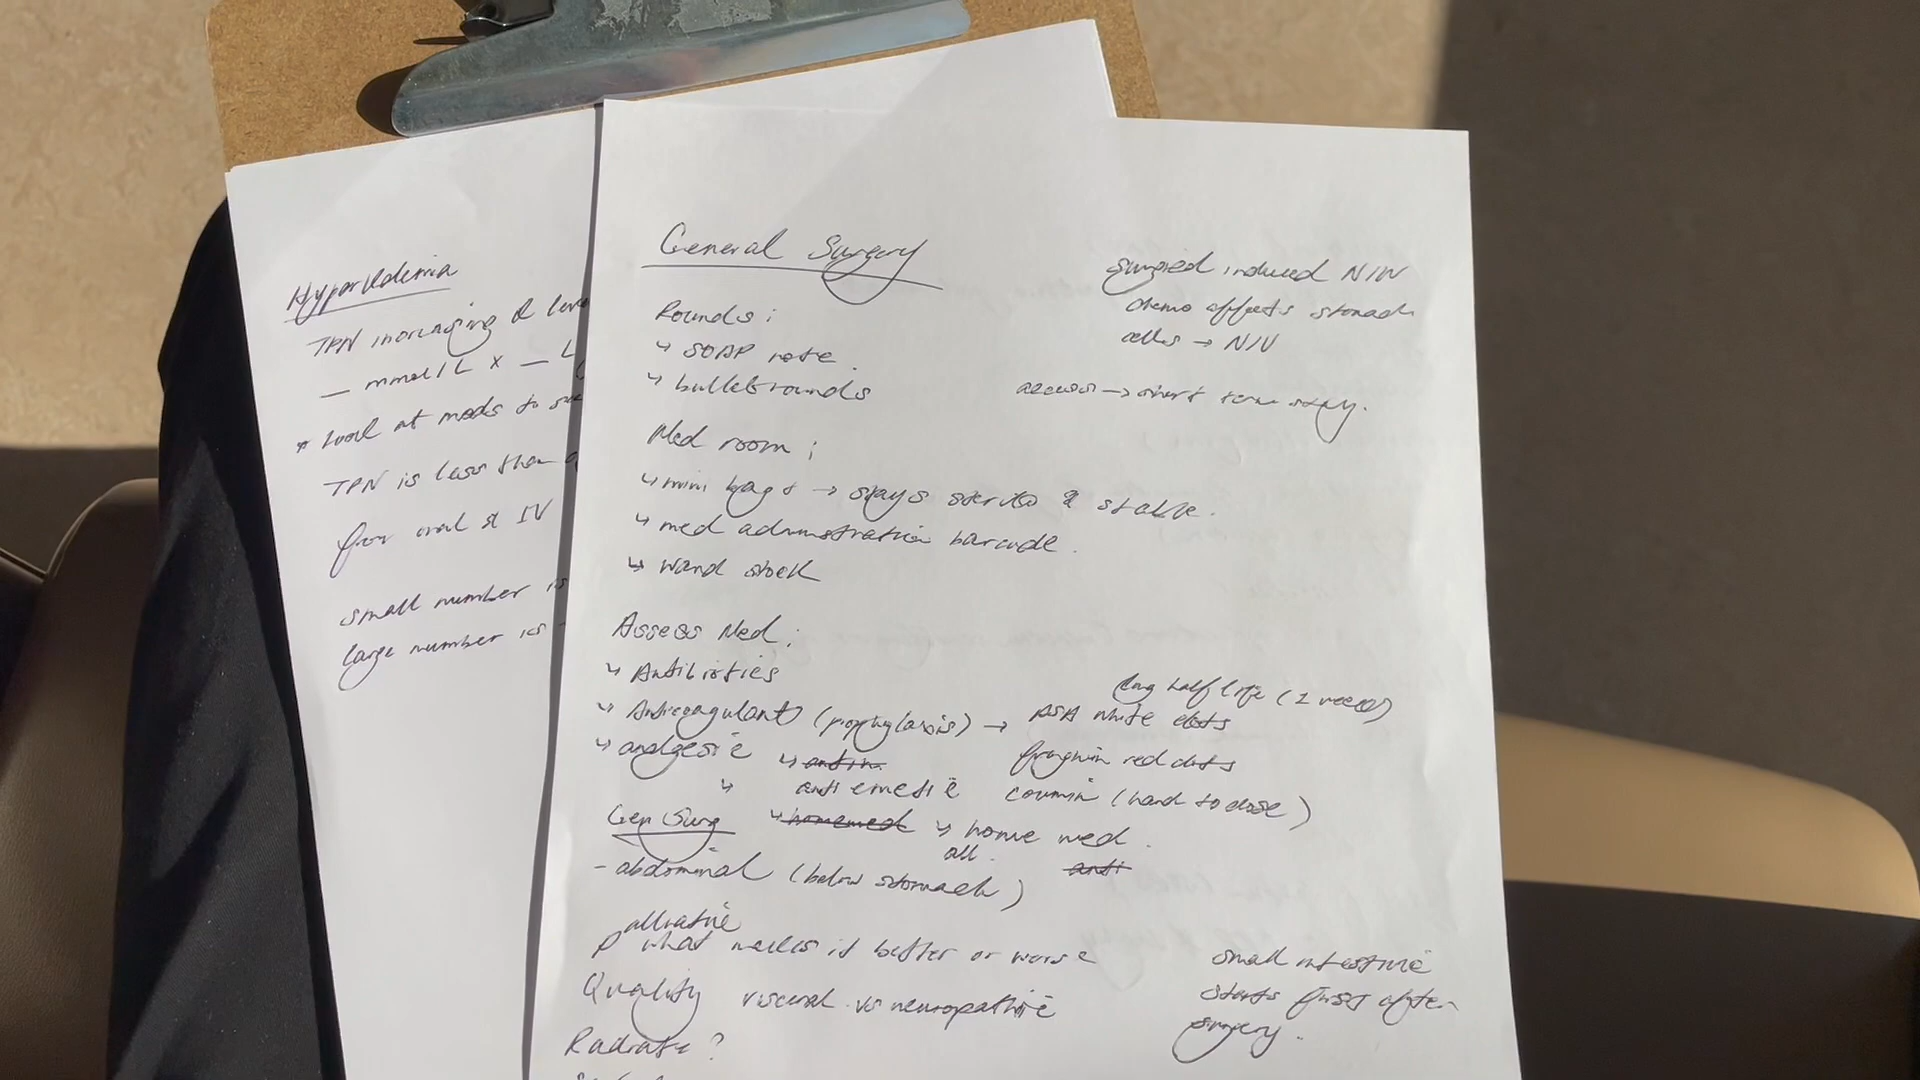 Hyperkalemia
TPN increasing K
_ mmol/L x _ L
* look at meds to
TPN is less than
for oral & IV
small number is
large number is
General Surgery
Rounds:
↳ SOAP note
↳ bullet rounds
Med room:
↳ mini bags → stays sterile & stable.
↳ med administration barcode.
↳ ward stock
Assess Med:
↳ Antibiotics
↳ Anticoagulant (prophylaxis) →
↳ analgesic
↳ anti emetic
↳ home med.
all.
Gen Surg
- abdominal (below stomach)
palliative
P what makes it better or worse
Quality visceral vs neuropathic
Radiate?
induced N/V
chemo affects stomach
cells → N/V
→ short term stay.
long half life (2 weeks)
ASA white dots
fragmin red dots
(hard to dose)
small intestine
starts first after
surgery.